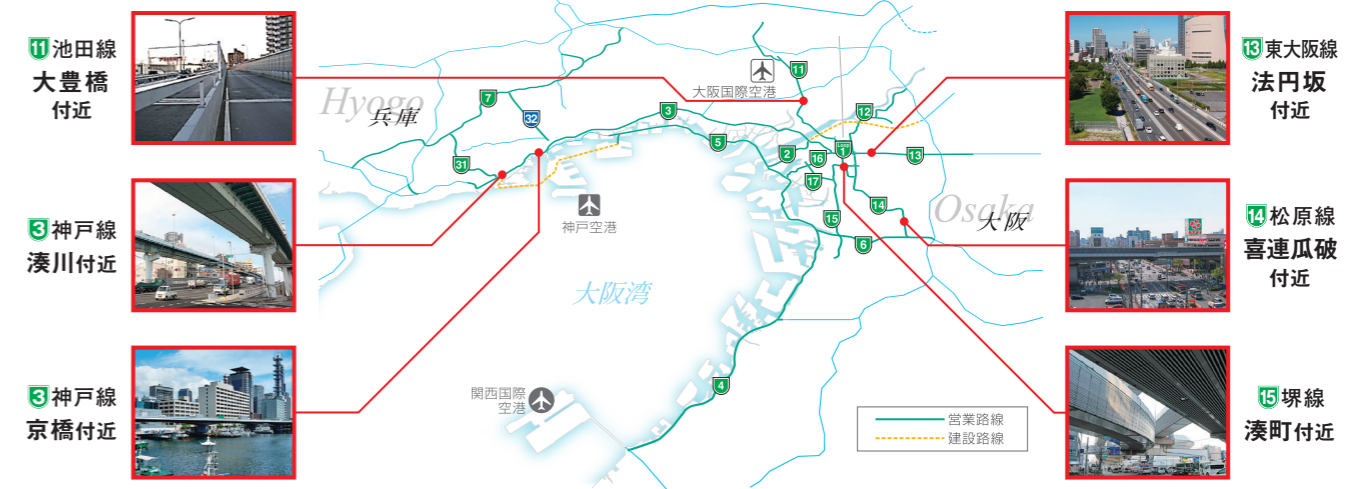 11 池田線
大豊橋
付近
3 神戸線
湊川付近
3 神戸線
京橋付近
Hyogo
兵庫
7
32
31
3
5
11
大阪国際空港
12
2
16
1
13
17
15
14
6
4
Osaka
大阪
神戸空港
大阪湾
関西国際
空港
営業路線
建設路線
13 東大阪線
法円坂
付近
14 松原線
喜連瓜破
付近
15 堺線
湊町付近